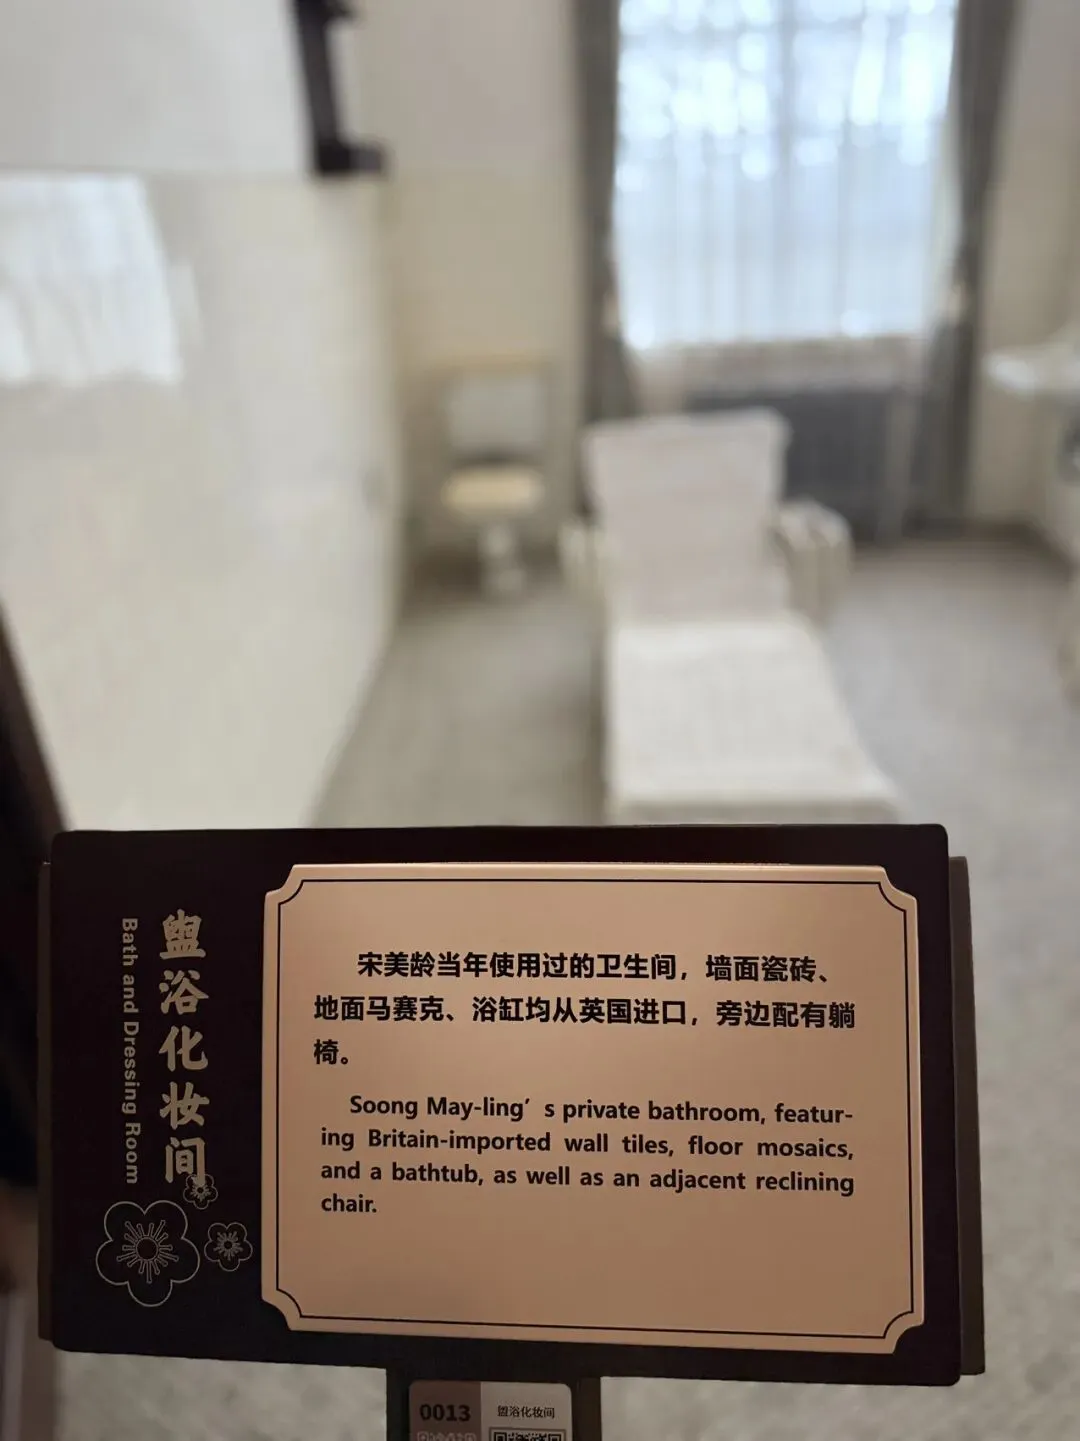 盥浴化妆间
Bath and Dressing Room
宋美龄当年使用过的卫生间，墙面瓷砖、
地面马赛克、浴缸均从英国进口，旁边配有躺
椅。
Soong May-ling’s private bathroom, featur-
ing Britain-imported wall tiles, floor mosaics,
and a bathtub, as well as an adjacent reclining
chair.
0013
盥浴化妆间